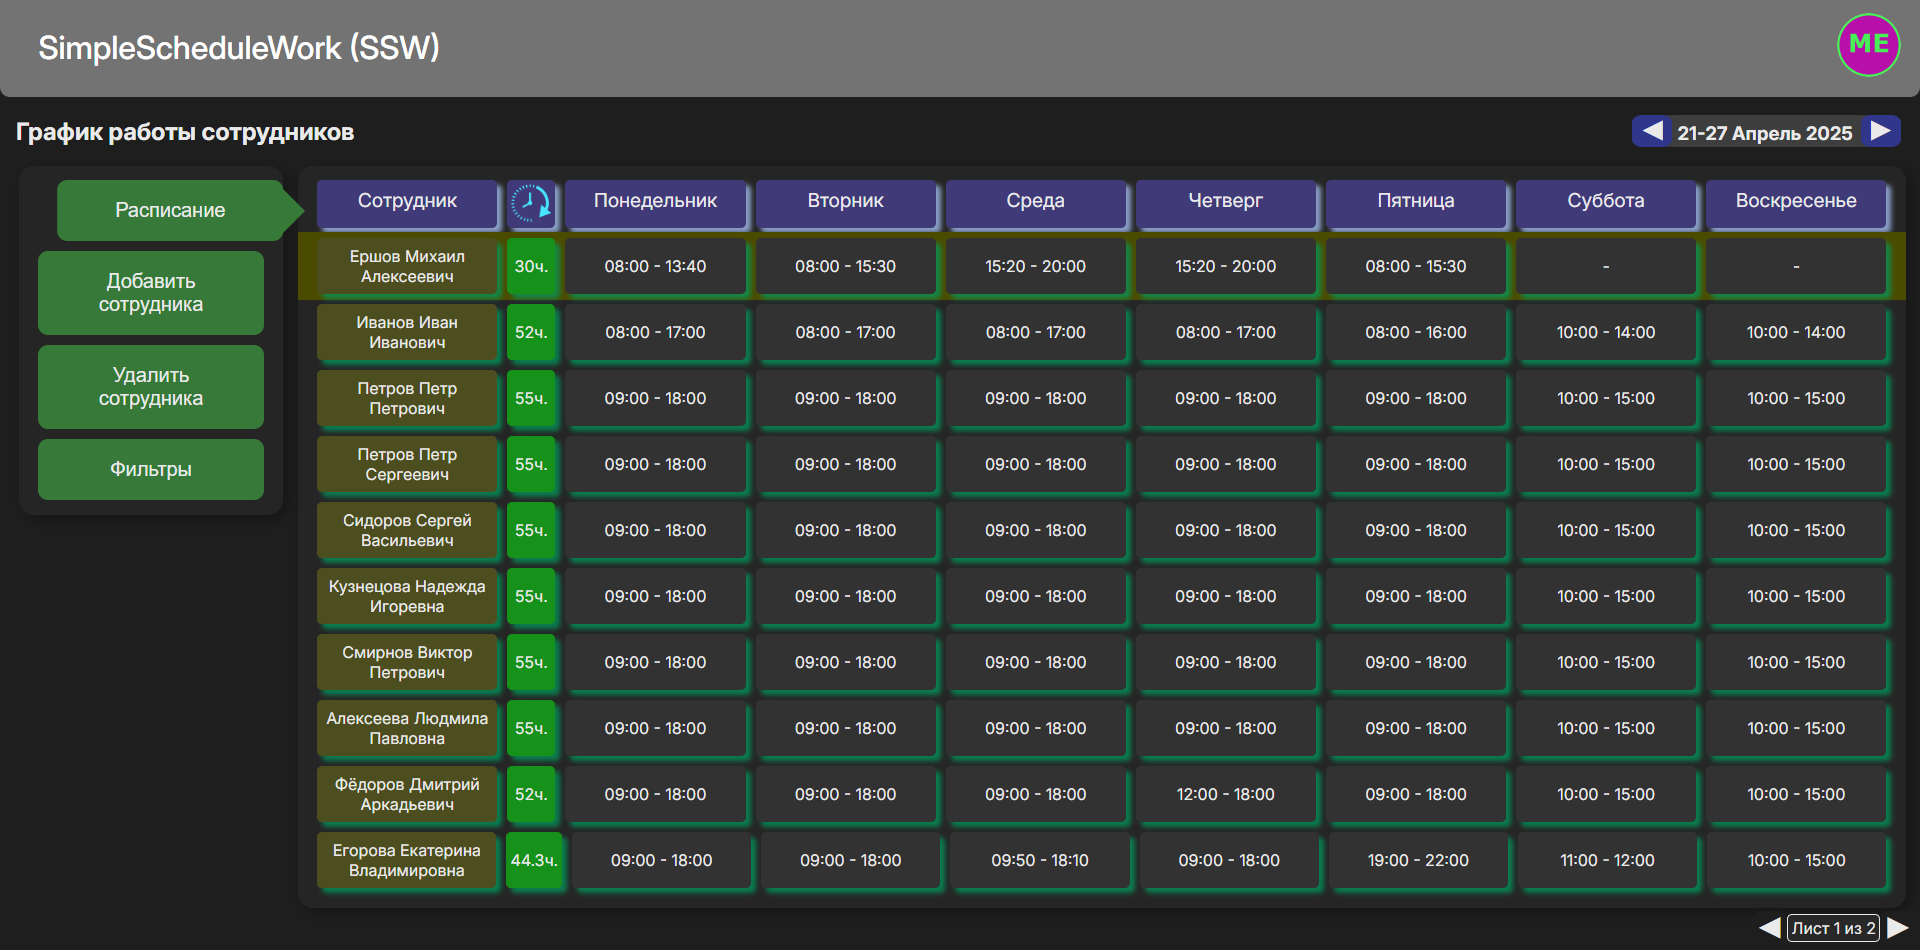 SimpleScheduleWork (SSW)
ME
График работы сотрудников
21-27 Апрель 2025
Расписание
Добавить
сотрудника
Удалить
сотрудника
Фильтры
Сотрудник Понедельник Вторник Среда Четверг Пятница Суббота Воскресенье
Ершов Михаил
Алексеевич
30ч. 08:00 - 13:40 08:00 - 15:30 15:20 - 20:00 15:20 - 20:00 08:00 - 15:30 - -
Иванов Иван
Иванович
52ч. 08:00 - 17:00 08:00 - 17:00 08:00 - 17:00 08:00 - 17:00 08:00 - 16:00 10:00 - 14:00 10:00 - 14:00
Петров Петр
Петрович
55ч. 09:00 - 18:00 09:00 - 18:00 09:00 - 18:00 09:00 - 18:00 09:00 - 18:00 10:00 - 15:00 10:00 - 15:00
Петров Петр
Сергеевич
55ч. 09:00 - 18:00 09:00 - 18:00 09:00 - 18:00 09:00 - 18:00 09:00 - 18:00 10:00 - 15:00 10:00 - 15:00
Сидоров Сергей
Васильевич
55ч. 09:00 - 18:00 09:00 - 18:00 09:00 - 18:00 09:00 - 18:00 09:00 - 18:00 10:00 - 15:00 10:00 - 15:00
Кузнецова Надежда
Игоревна
55ч. 09:00 - 18:00 09:00 - 18:00 09:00 - 18:00 09:00 - 18:00 09:00 - 18:00 10:00 - 15:00 10:00 - 15:00
Смирнов Виктор
Петрович
55ч. 09:00 - 18:00 09:00 - 18:00 09:00 - 18:00 09:00 - 18:00 09:00 - 18:00 10:00 - 15:00 10:00 - 15:00
Алексеева Людмила
Павловна
55ч. 09:00 - 18:00 09:00 - 18:00 09:00 - 18:00 09:00 - 18:00 09:00 - 18:00 10:00 - 15:00 10:00 - 15:00
Фёдоров Дмитрий
Аркадьевич
52ч. 09:00 - 18:00 09:00 - 18:00 09:00 - 18:00 12:00 - 18:00 09:00 - 18:00 10:00 - 15:00 10:00 - 15:00
Егорова Екатерина
Владимировна
44.3ч. 09:00 - 18:00 09:00 - 18:00 09:50 - 18:10 09:00 - 18:00 19:00 - 22:00 11:00 - 12:00 10:00 - 15:00
Лист 1 из 2